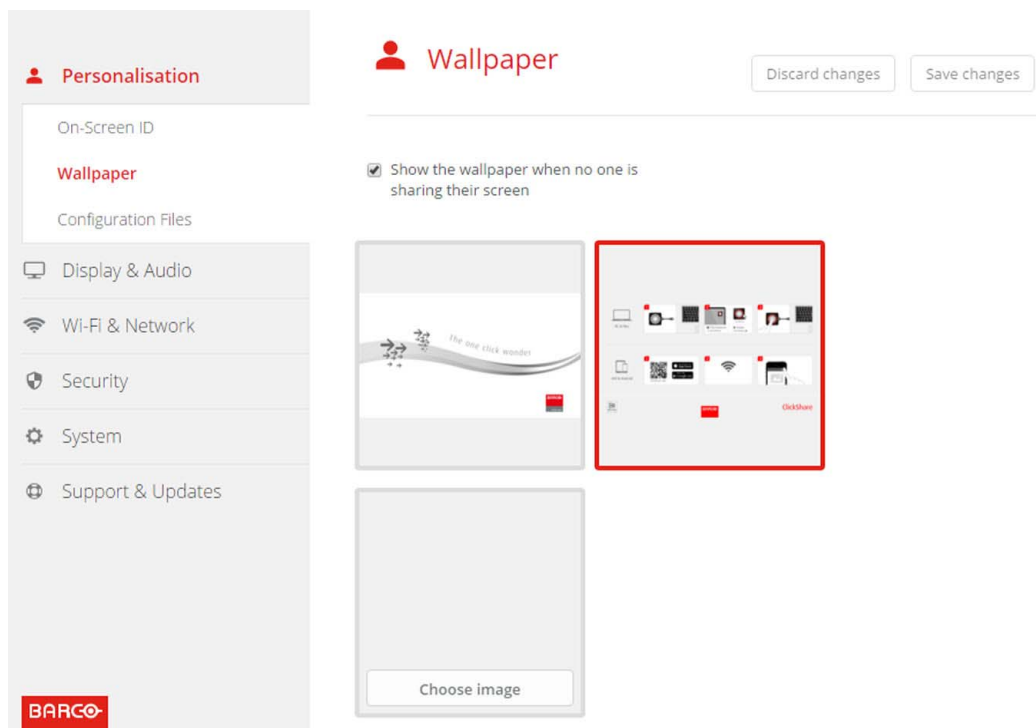 Personalisation
On-Screen ID
Wallpaper
Configuration Files
Display & Audio
Wi-Fi & Network
Security
System
Support & Updates
BARCO
Wallpaper
Discard changes
Save changes
Show the wallpaper when no one is
sharing their screen
the one click wonder
BARCO
ClickShare
Choose image